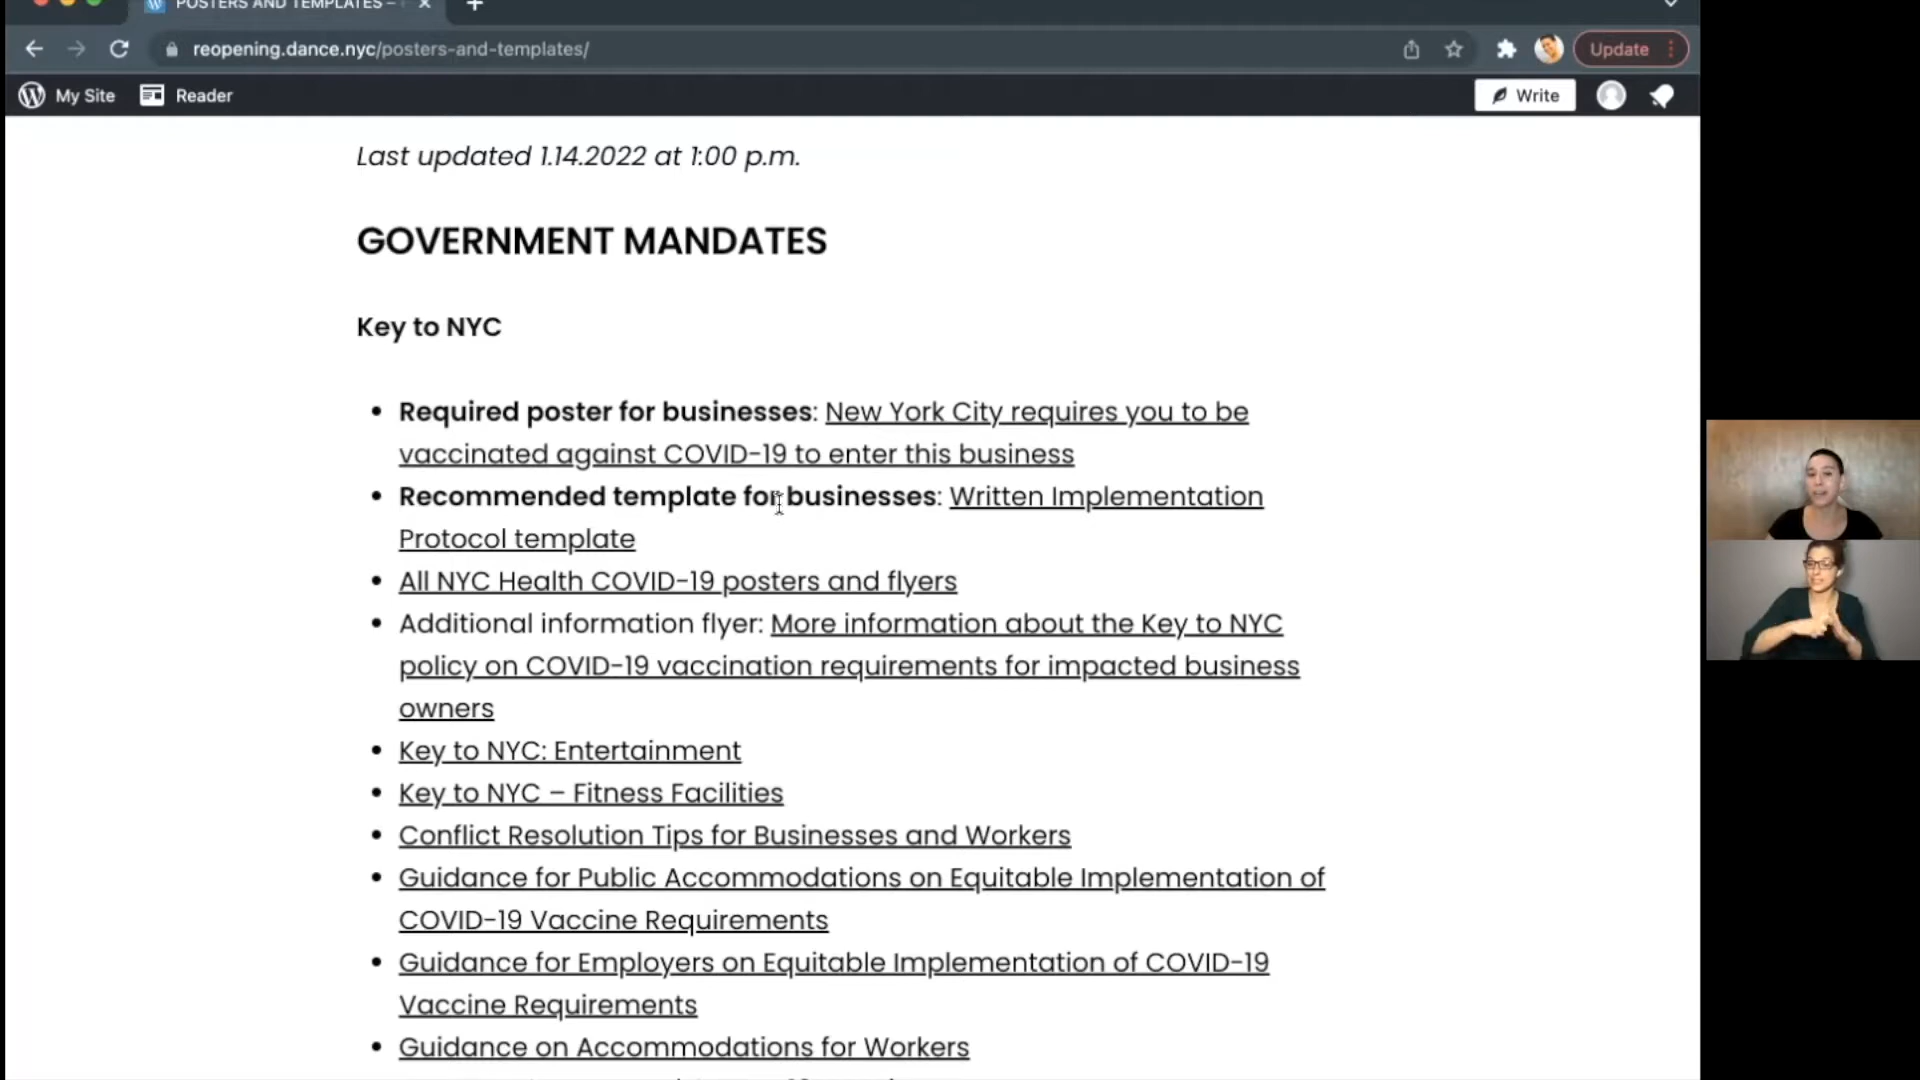 POSTERS AND TEMPLATES –
reopening.dance.nyc/posters-and-templates/
Update
My Site
Reader
Write
Last updated 1.14.2022 at 1:00 p.m.
GOVERNMENT MANDATES
Key to NYC
• Required poster for businesses: New York City requires you to be
vaccinated against COVID-19 to enter this business
• Recommended template for businesses: Written Implementation
Protocol template
• All NYC Health COVID-19 posters and flyers
• Additional information flyer: More information about the Key to NYC
policy on COVID-19 vaccination requirements for impacted business
owners
• Key to NYC: Entertainment
• Key to NYC – Fitness Facilities
• Conflict Resolution Tips for Businesses and Workers
• Guidance for Public Accommodations on Equitable Implementation of
COVID-19 Vaccine Requirements
• Guidance for Employers on Equitable Implementation of COVID-19
Vaccine Requirements
• Guidance on Accommodations for Workers